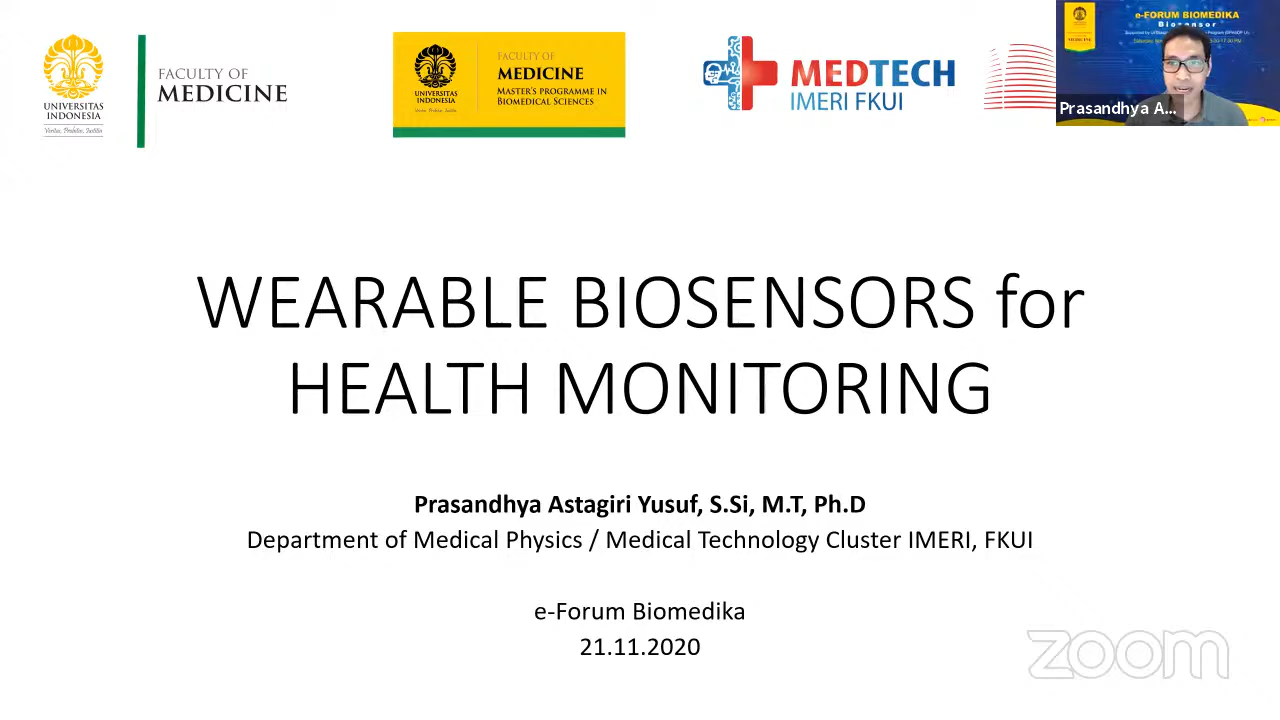 UNIVERSITAS
INDONESIA
Veritas, Probitas, Iustitia
FACULTY OF
MEDICINE
UNIVERSITAS
INDONESIA
FACULTY OF
MEDICINE
MASTER'S PROGRAMME IN
BIOMEDICAL SCIENCES
MEDTECH
IMERI FKUI
e-FORUM BIOMEDIKA
Biosensor
Prasandhya A...
WEARABLE BIOSENSORS for
HEALTH MONITORING
Prasandhya Astagiri Yusuf, S.Si, M.T, Ph.D
Department of Medical Physics / Medical Technology Cluster IMERI, FKUI
e-Forum Biomedika
21.11.2020
zoom